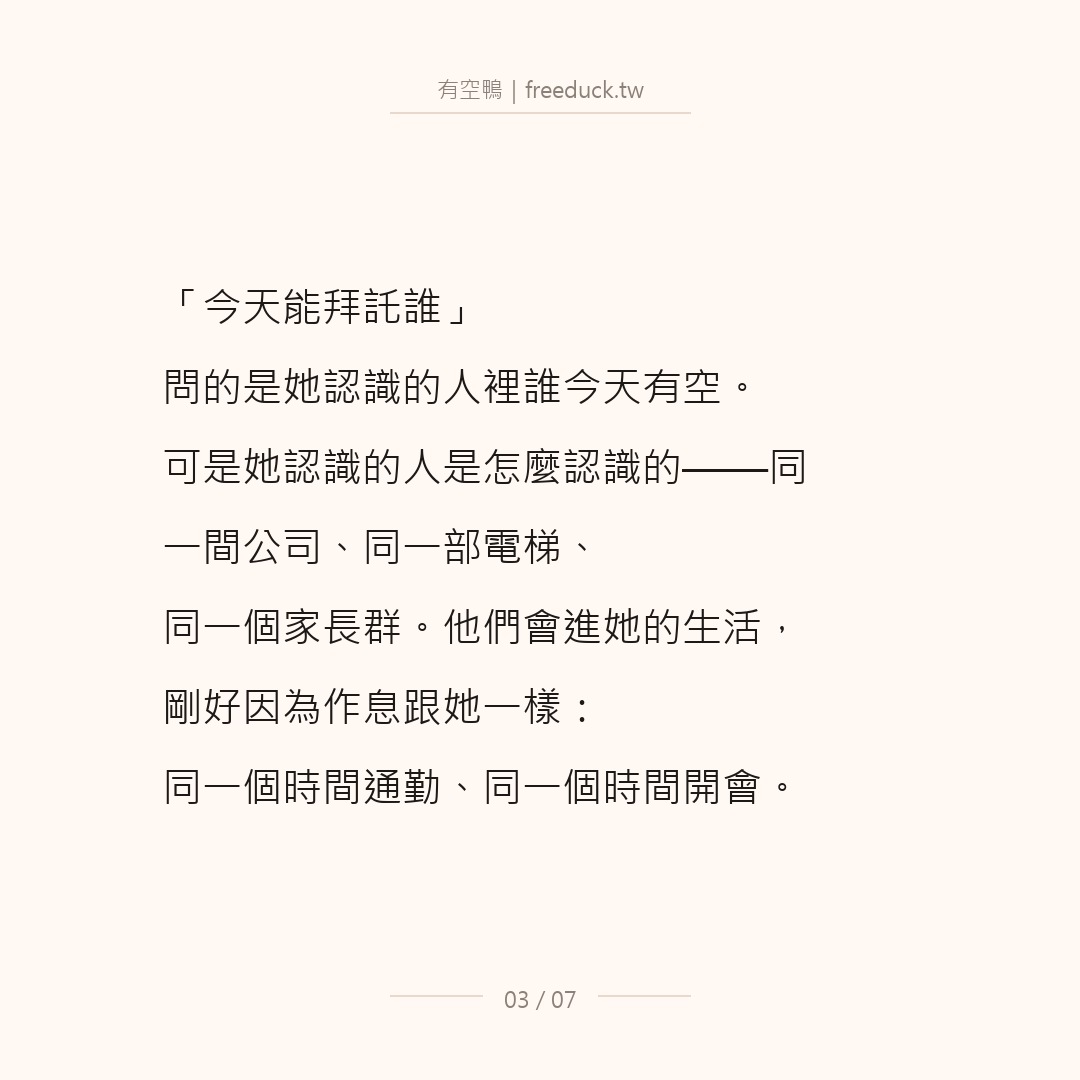 有空鴨｜freeduck.tw
「今天能拜託誰」
問的是她認識的人裡誰今天有空。
可是她認識的人是怎麼認識的——同
一間公司、同一部電梯、
同一個家長群。他們會進她的生活，
剛好因為作息跟她一樣：
同一個時間通勤、同一個時間開會。
03 / 07